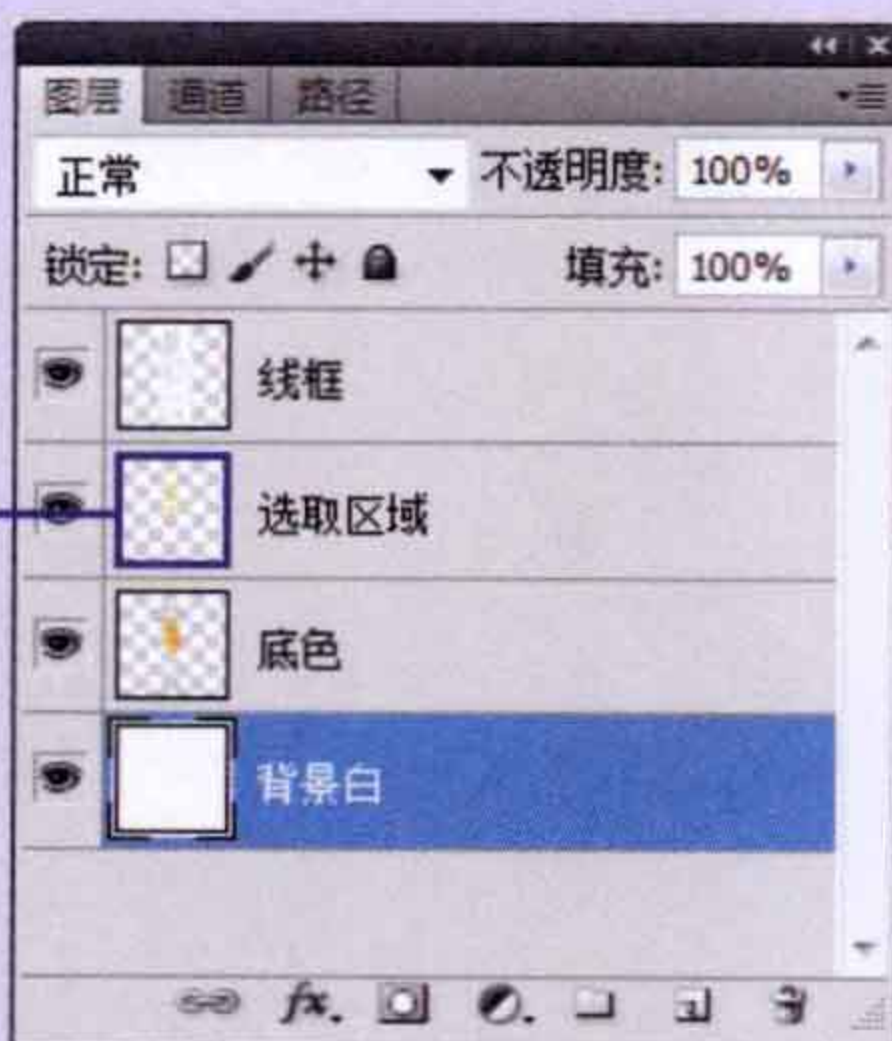 图层 通道 路径
正常 不透明度: 100%
锁定: 填充: 100%
线框
选取区域
底色
背景白
fx.